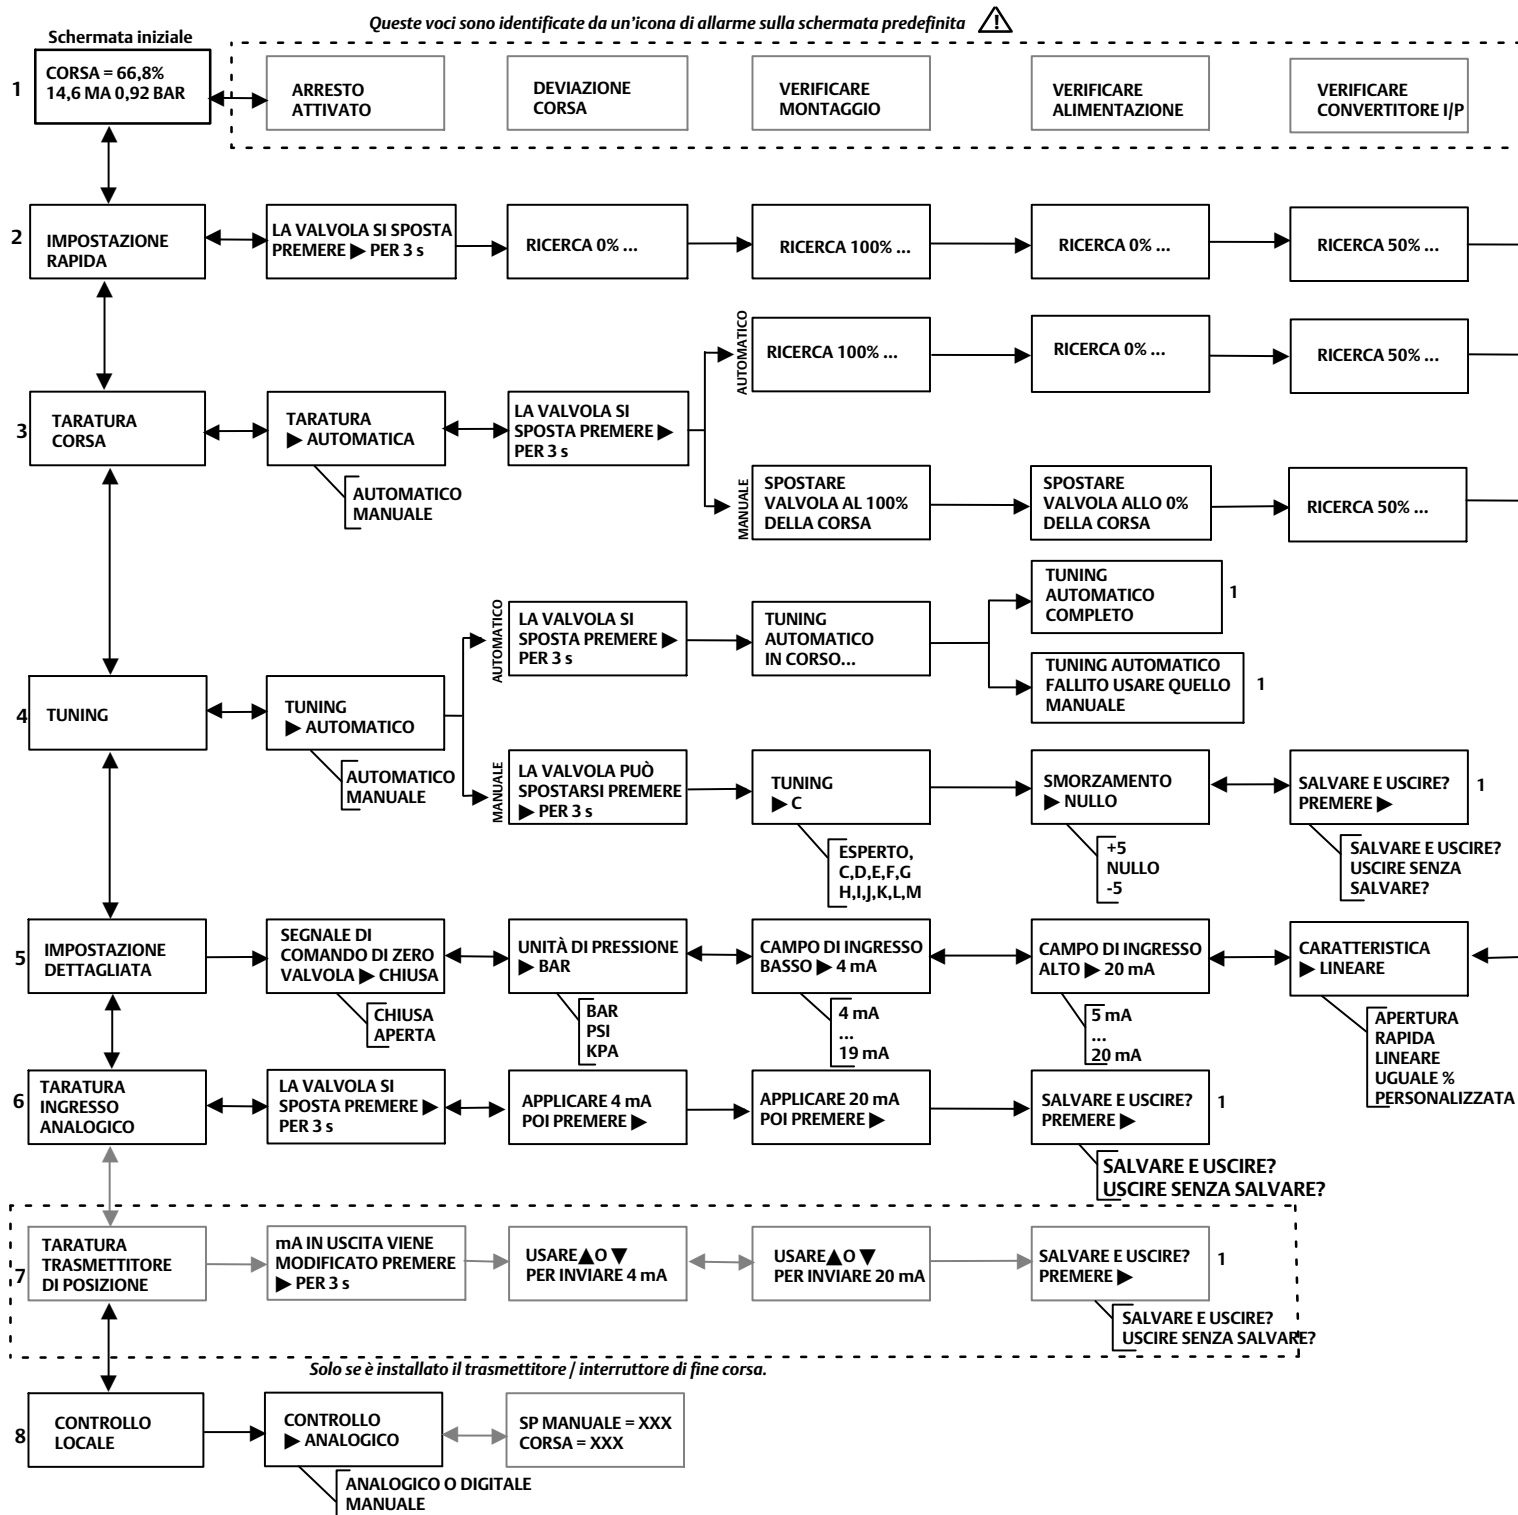 Queste voci sono identificate da un'icona di allarme sulla schermata predefinita
Schermata iniziale
1
CORSA = 66,8%
14,6 MA 0,92 BAR
ARRESTO
ATTIVATO
DEVIAZIONE
CORSA
VERIFICARE
MONTAGGIO
VERIFICARE
ALIMENTAZIONE
VERIFICARE
CONVERTITORE I/P
2
IMPOSTAZIONE
RAPIDA
LA VALVOLA SI SPOSTA
PREMERE ▶ PER 3 s
RICERCA 0% ...
RICERCA 100% ...
RICERCA 0% ...
RICERCA 50% ...
3
TARATURA
CORSA
TARATURA
▶ AUTOMATICA
AUTOMATICO
MANUALE
LA VALVOLA SI
SPOSTA PREMERE ▶
PER 3 s
AUTOMATICO
RICERCA 100% ...
RICERCA 0% ...
RICERCA 50% ...
MANUALE
SPOSTARE
VALVOLA AL 100%
DELLA CORSA
SPOSTARE
VALVOLA ALLO 0%
DELLA CORSA
RICERCA 50% ...
4
TUNING
TUNING
▶ AUTOMATICO
AUTOMATICO
MANUALE
AUTOMATICO
LA VALVOLA SI
SPOSTA PREMERE ▶
PER 3 s
TUNING
AUTOMATICO
IN CORSO...
TUNING
AUTOMATICO
COMPLETO
1
TUNING AUTOMATICO
FALLITO USARE QUELLO
MANUALE
1
MANUALE
LA VALVOLA PUÒ
SPOSTARSI PREMERE
▶ PER 3 s
TUNING
▶ C
ESPERTO,
C,D,E,F,G
H,I,J,K,L,M
SMORZAMENTO
▶ NULLO
+5
NULLO
-5
SALVARE E USCIRE?
PREMERE ▶
1
SALVARE E USCIRE?
USCIRE SENZA
SALVARE?
5
IMPOSTAZIONE
DETTAGLIATA
SEGNALE DI
COMANDO DI ZERO
VALVOLA ▶ CHIUSA
CHIUSA
APERTA
UNITÀ DI PRESSIONE
▶ BAR
BAR
PSI
KPA
CAMPO DI INGRESSO
BASSO ▶ 4 mA
4 mA
...
19 mA
CAMPO DI INGRESSO
ALTO ▶ 20 mA
5 mA
...
20 mA
CARATTERISTICA
▶ LINEARE
APERTURA
RAPIDA
LINEARE
UGUALE %
PERSONALIZZATA
6
TARATURA
INGRESSO
ANALOGICO
LA VALVOLA SI
SPOSTA PREMERE ▶
PER 3 s
APPLICARE 4 mA
POI PREMERE ▶
APPLICARE 20 mA
POI PREMERE ▶
SALVARE E USCIRE?
PREMERE ▶
1
SALVARE E USCIRE?
USCIRE SENZA SALVARE?
7
TARATURA
TRASMETTITORE
DI POSIZIONE
mA IN USCITA VIENE
MODIFICATO PREMERE
▶ PER 3 s
USARE▲O ▼
PER INVIARE 4 mA
USARE▲O ▼
PER INVIARE 20 mA
SALVARE E USCIRE?
PREMERE ▶
1
SALVARE E USCIRE?
USCIRE SENZA SALVARE?
Solo se è installato il trasmettitore / interruttore di fine corsa.
8
CONTROLLO
LOCALE
CONTROLLO
▶ ANALOGICO
ANALOGICO O DIGITALE
MANUALE
SP MANUALE = XXX
CORSA = XXX